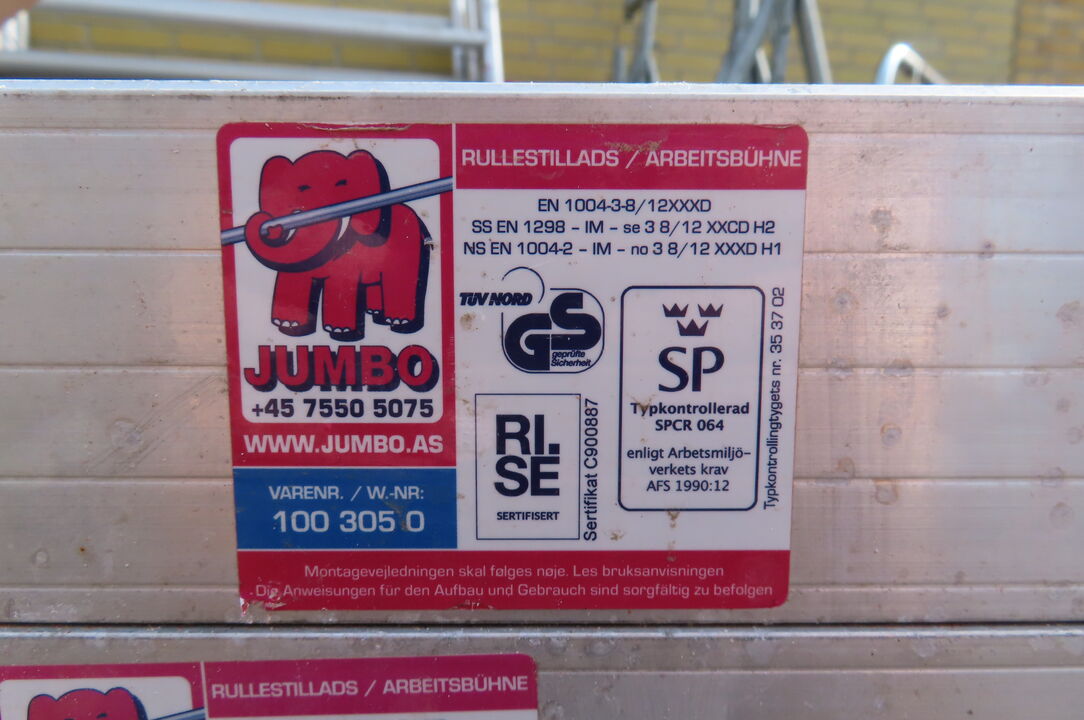 JUMBO
+45 7550 5075
WWW.JUMBO.AS
VARENR. / W.-NR:
100 305 0
RULLESTILLADS / ARBEITSBÜHNE
EN 1004-3-8/12XXXD
SS EN 1298 - IM - se 3 8/12 XXCD H2
NS EN 1004-2 - IM - no 3 8/12 XXXD H1
TÜV NORD
GS
geprüfte
Sicherheit
RI.
SE
SERTIFISERT
Sertifikat C900887
SP
Typkontrollerad
SPCR 064
enligt Arbetsmiljö-
verkets krav
AFS 1990:12
Typkontrollintygets nr. 35 37 02
Montagevejledningen skal følges nøje. Les bruksanvisningen
Die Anweisungen für den Aufbau und Gebrauch sind sorgfältig zu befolgen
RULLESTILLADS / ARBEITSBÜHNE